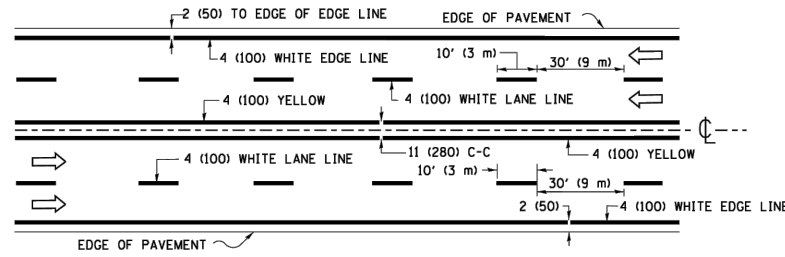 2 (50) TO EDGE OF EDGE LINE
EDGE OF PAVEMENT
4 (100) WHITE EDGE LINE
10' (3 m)
30' (9 m)
4 (100) YELLOW
4 (100) WHITE LANE LINE
℄
4 (100) WHITE LANE LINE
11 (280) C-C
4 (100) YELLOW
10' (3 m)
30' (9 m)
2 (50)
4 (100) WHITE EDGE LINE
EDGE OF PAVEMENT